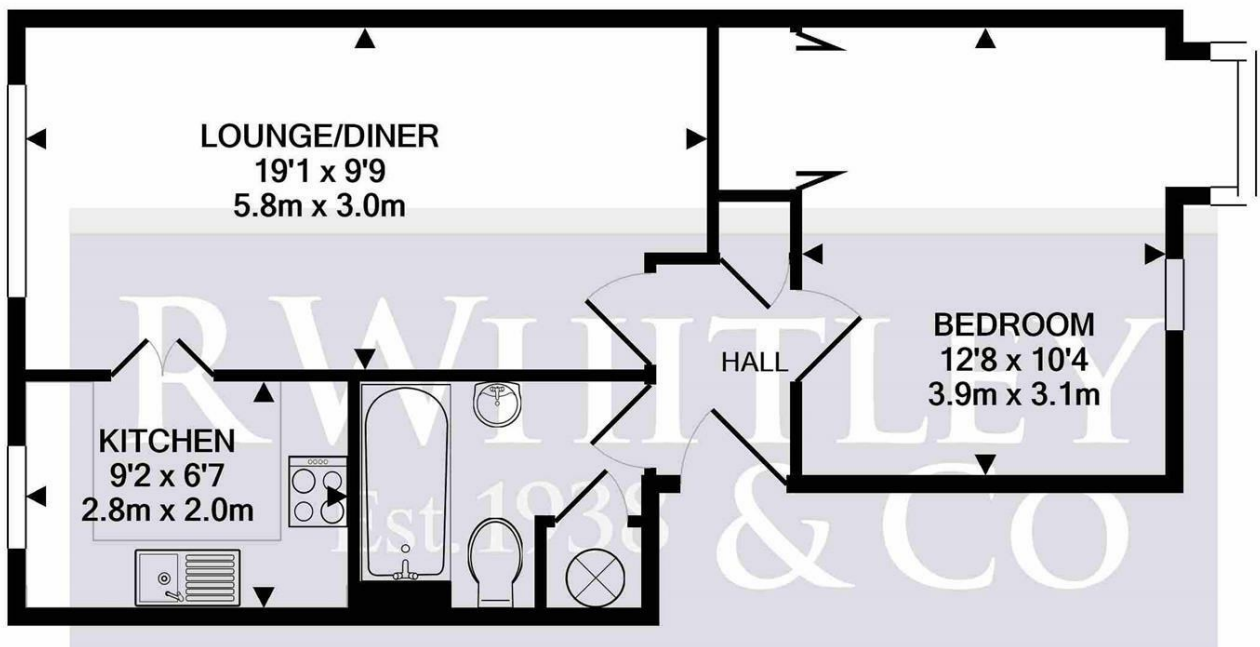 LOUNGE/DINER
19'1 x 9'9
5.8m x 3.0m
HALL
BEDROOM
12'8 x 10'4
3.9m x 3.1m
KITCHEN
9'2 x 6'7
2.8m x 2.0m
RWHITLEY
Est. 1938 & CO